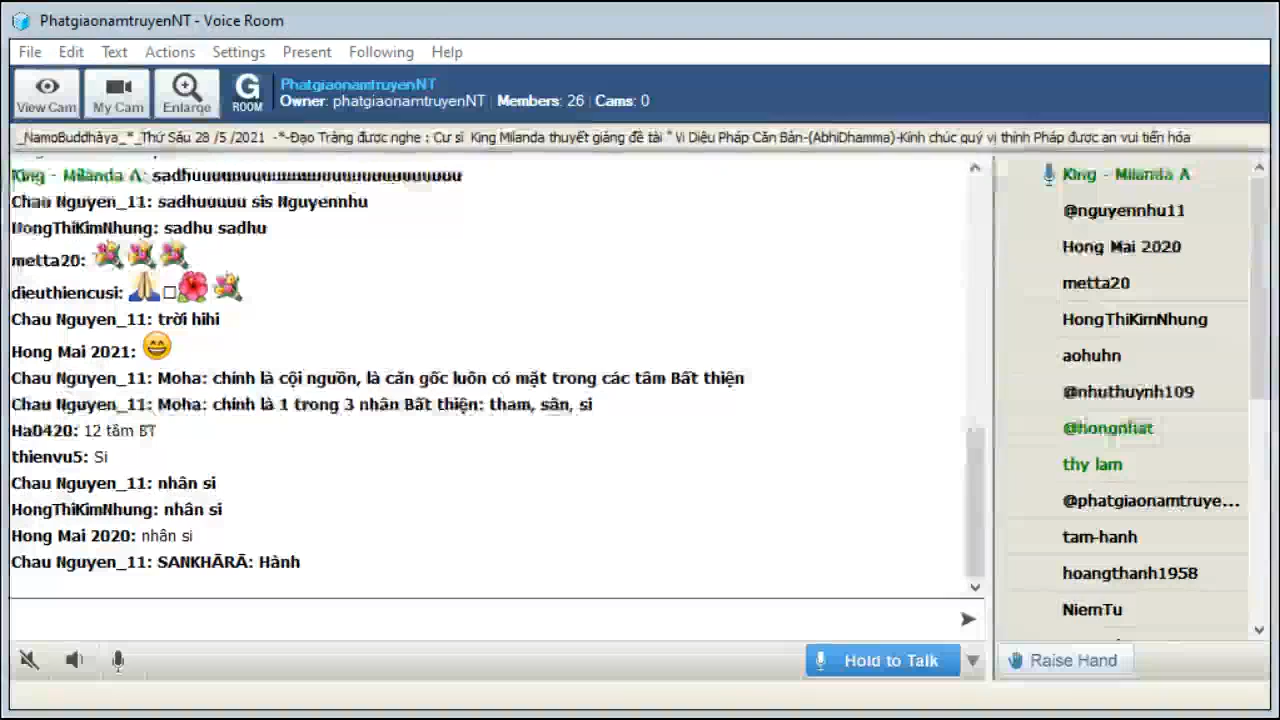 PhatgiaonamtruyenNT - Voice Room
File Edit Text Actions Settings Present Following Help
View Cam My Cam Enlarge G ROOM
PhatgiaonamtruyenNT
Owner: phatgiaonamtruyenNT | Members: 26 | Cams: 0
_NamoBuddhàya_*_Thứ Sáu 28 /5 /2021 -*-Đạo Tràng được nghe : Cư sĩ King Milanda thuyết giảng đề tài " Vi Diệu Pháp Căn Bản-(AbhiDhamma)-Kính chúc quý vị thính Pháp được an vui tiến hóa
King - Milanda A: sadhuuuuuuuuuuuuuuuuuuuuuuuuuu
Chau Nguyen_11: sadhuuuuu sis Nguyennhu
HongThiKimNhung: sadhu sadhu
metta20:
dieuthiencusi:
Chau Nguyen_11: trời hihi
Hong Mai 2021:
Chau Nguyen_11: Moha: chính là cội nguồn, là căn gốc luôn có mặt trong các tâm Bất thiện
Chau Nguyen_11: Moha: chính là 1 trong 3 nhân Bất thiện: tham, sân, si
Ha0420: 12 tâm BT
thienvu5: Si
Chau Nguyen_11: nhân si
HongThiKimNhung: nhân si
Hong Mai 2020: nhân si
Chau Nguyen_11: SANKHĀRĀ: Hành
King - Milanda A
@nguyennhu11
Hong Mai 2020
metta20
HongThiKimNhung
aohuhn
@nhuthuynh109
@hongnhat
thy lam
@phatgiaonamtruye...
tam-hanh
hoangthanh1958
NiemTu
Hold to Talk
Raise Hand